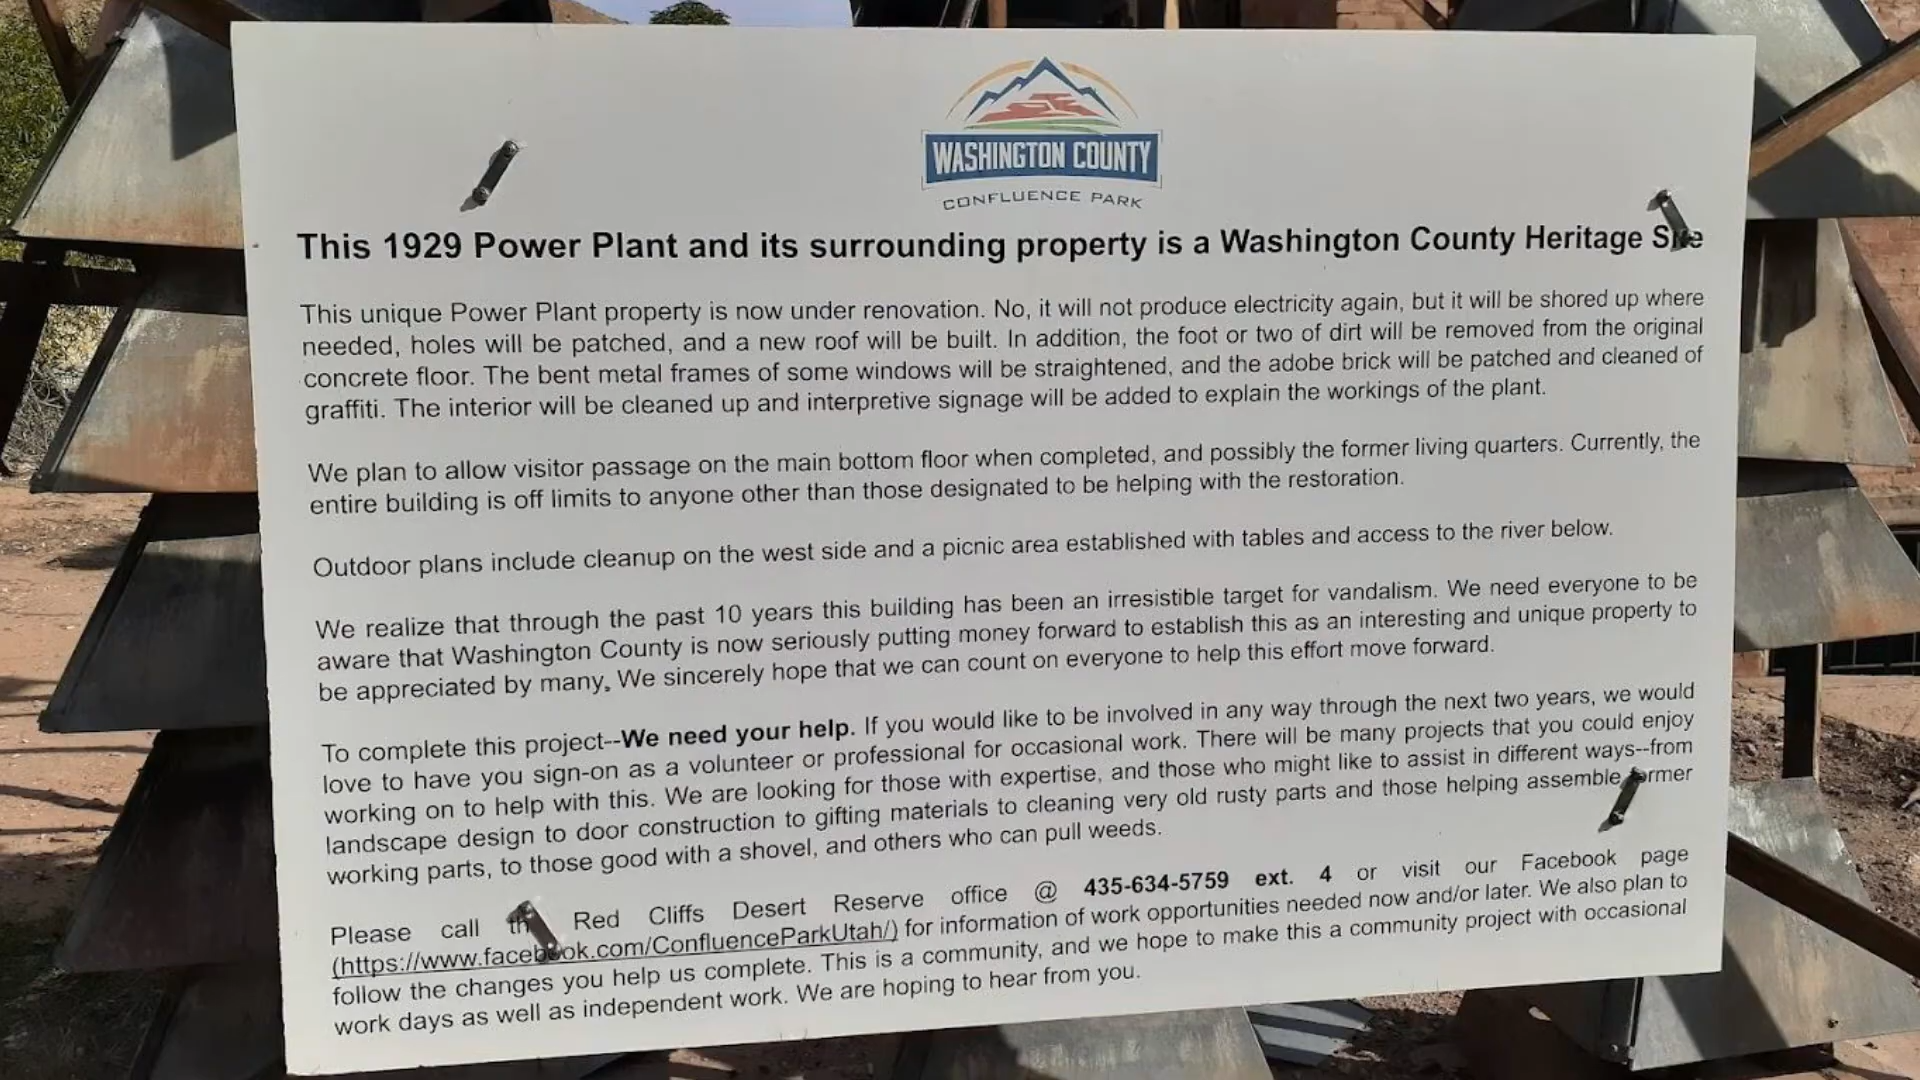 WASHINGTON COUNTY
CONFLUENCE PARK
This 1929 Power Plant and its surrounding property is a Washington County Heritage Site
This unique Power Plant property is now under renovation. No, it will not produce electricity again, but it will be shored up where
needed, holes will be patched, and a new roof will be built. In addition, the foot or two of dirt will be removed from the original
concrete floor. The bent metal frames of some windows will be straightened, and the adobe brick will be patched and cleaned of
graffiti. The interior will be cleaned up and interpretive signage will be added to explain the workings of the plant.
We plan to allow visitor passage on the main bottom floor when completed, and possibly the former living quarters. Currently, the
entire building is off limits to anyone other than those designated to be helping with the restoration.
Outdoor plans include cleanup on the west side and a picnic area established with tables and access to the river below.
We realize that through the past 10 years this building has been an irresistible target for vandalism. We need everyone to be
aware that Washington County is now seriously putting money forward to establish this as an interesting and unique property to
be appreciated by many. We sincerely hope that we can count on everyone to help this effort move forward.
To complete this project--We need your help. If you would like to be involved in any way through the next two years, we would
love to have you sign-on as a volunteer or professional for occasional work. There will be many projects that you could enjoy
working on to help with this. We are looking for those with expertise, and those who might like to assist in different ways--from
landscape design to door construction to gifting materials to cleaning very old rusty parts and those helping assemble former
working parts, to those good with a shovel, and others who can pull weeds.
Please call the Red Cliffs Desert Reserve office @ 435-634-5759 ext. 4 or visit our Facebook page
(https://www.facebook.com/ConfluenceParkUtah/) for information of work opportunities needed now and/or later. We also plan to
follow the changes you help us complete. This is a community, and we hope to make this a community project with occasional
work days as well as independent work. We are hoping to hear from you.